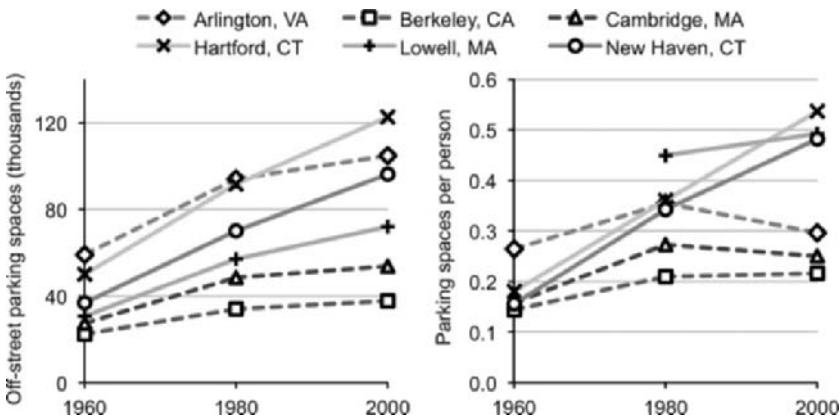 Arlington, VA Berkeley, CA Cambridge, MA
Hartford, CT Lowell, MA New Haven, CT
Off-street parking spaces (thousands)
120
80
40
0
1960 1980 2000
Parking spaces per person
0.6
0.5
0.4
0.3
0.2
0.1
0.0
1960 1980 2000